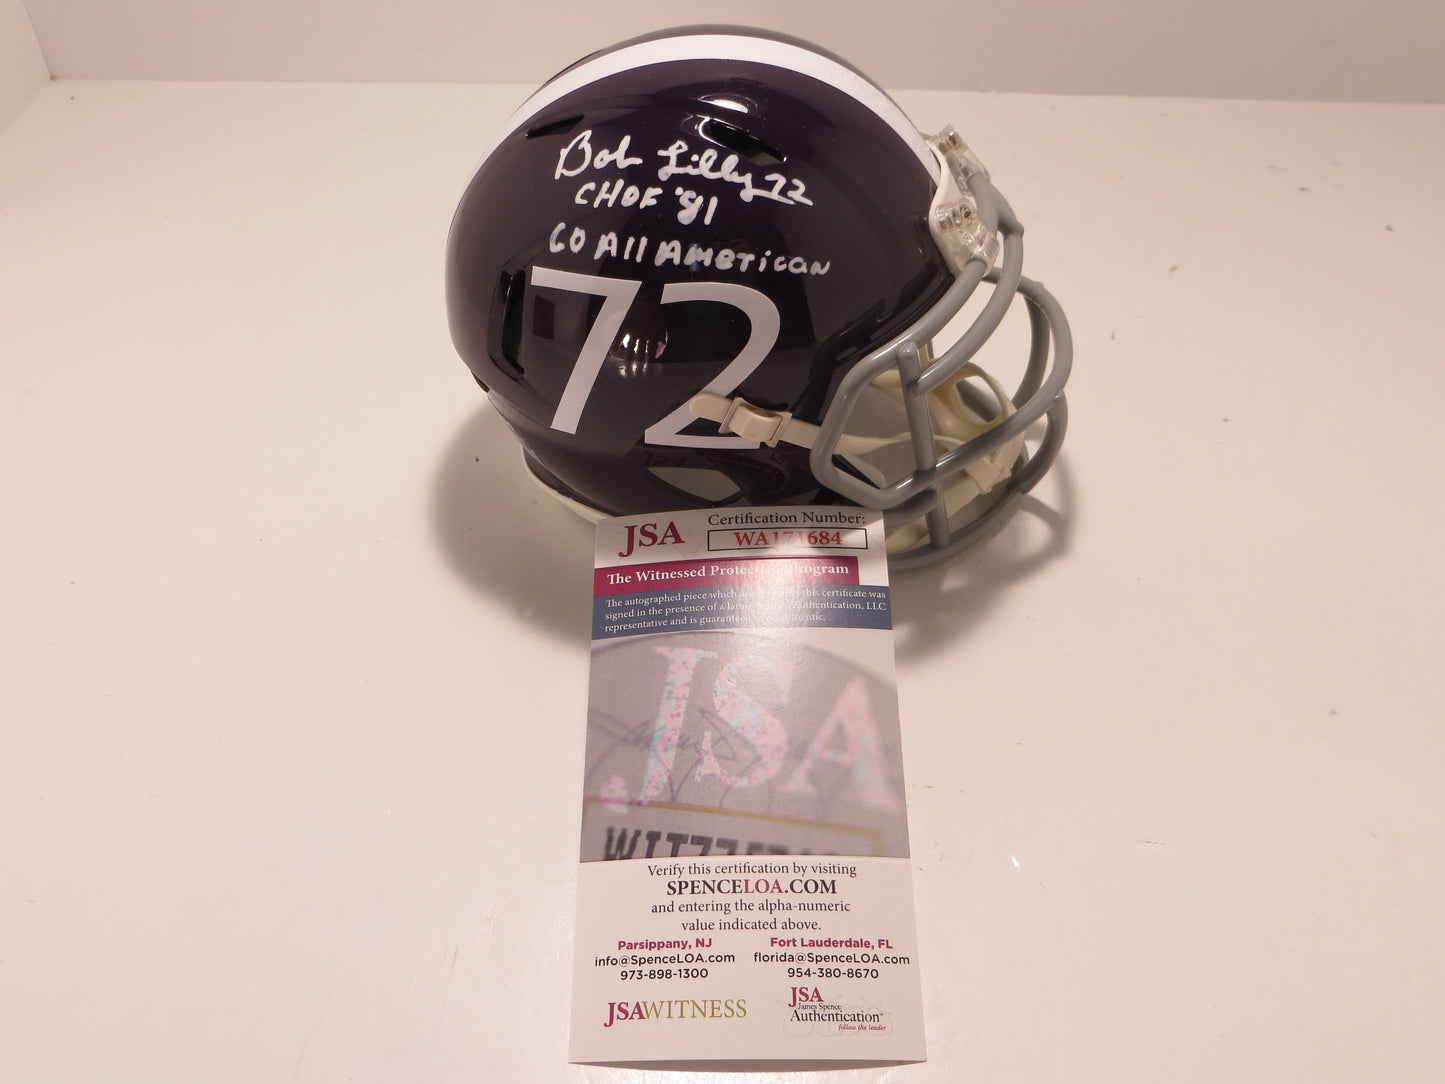 Bob Lilly 72
CHOF '81
60 All American
72
JSA
Certification Number:
WA171684
The Witnessed Protection Program
The autographed piece which accompanies this certificate was
signed in the presence of a James Spence Authentication, LLC
representative and is guaranteed to be authentic.
JSA
Verify this certification by visiting
SPENCELOA.COM
and entering the alpha-numeric
value indicated above.
Parsippany, NJ
info@SpenceLOA.com
973-898-1300
Fort Lauderdale, FL
florida@SpenceLOA.com
954-380-8670
JSAWITNESS
JSA
James Spence
Authentication
follow the leader